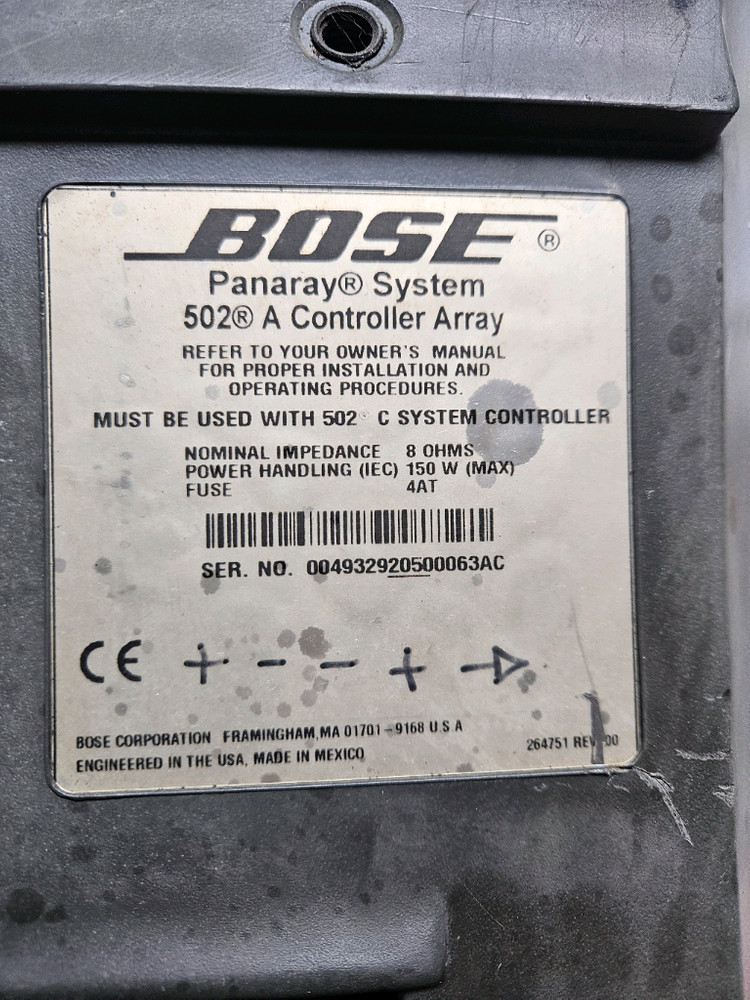 BOSE ®
Panaray® System
502® A Controller Array
REFER TO YOUR OWNER'S MANUAL
FOR PROPER INSTALLATION AND
OPERATING PROCEDURES.
MUST BE USED WITH 502® C SYSTEM CONTROLLER
NOMINAL IMPEDANCE 8 OHMS
POWER HANDLING (IEC) 150 W (MAX)
FUSE 4AT
SER. NO. 004932920500063AC
CE + - - + →
BOSE CORPORATION FRAMINGHAM,MA 01701-9168 U.S.A
264751 REV 00
ENGINEERED IN THE USA, MADE IN MEXICO